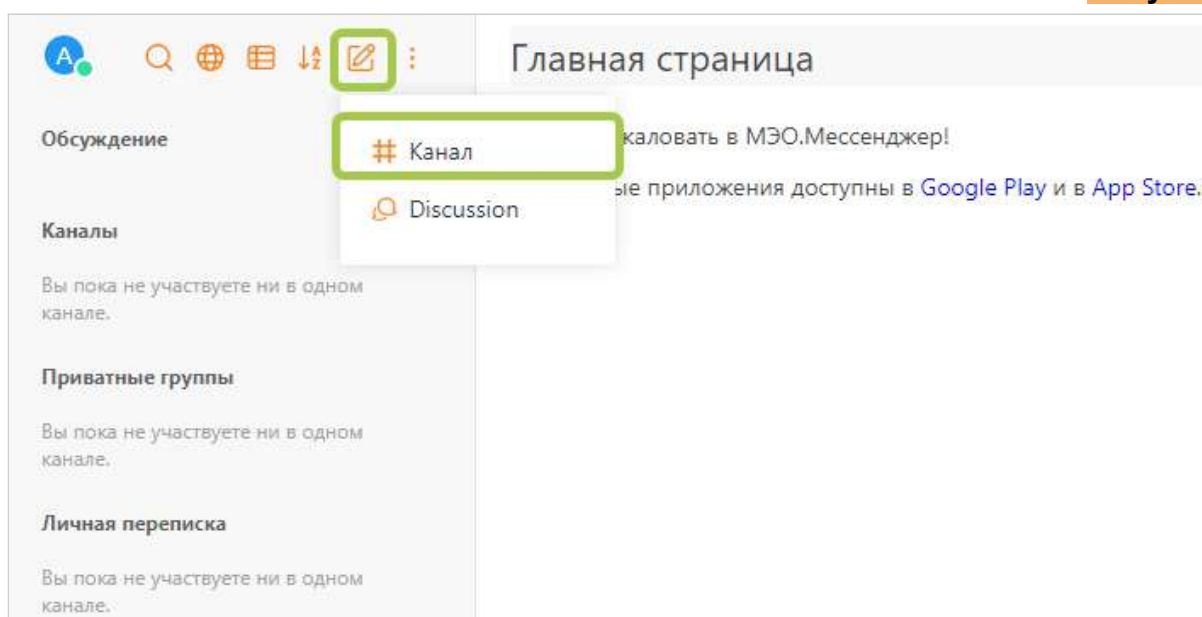 A
Главная страница
Обсуждение
Канал
каловать в МЭО.Мессенджер!
ые приложения доступны в Google Play и в App Store.
Discussion
Каналы
Вы пока не участвуете ни в одном
канале.
Приватные группы
Вы пока не участвуете ни в одном
канале.
Личная переписка
Вы пока не участвуете ни в одном
канале.